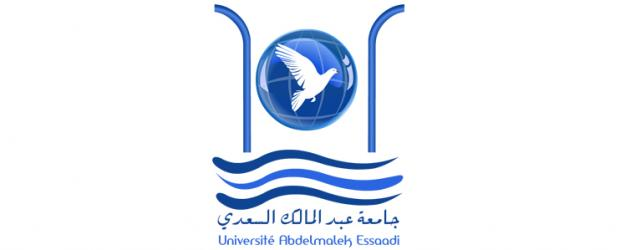 جامعة عبد المالك السعدي
Université Abdelmalek Essaadi